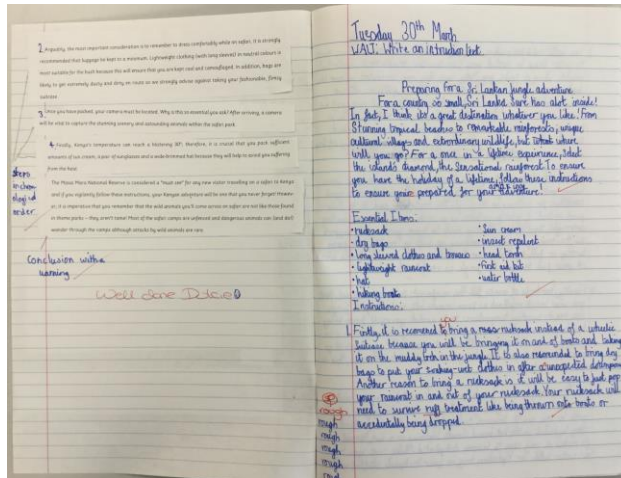 2. Arguably, the most important consideration is to remember to dress comfortably while on safari. It is strongly
recommended that luggage be kept to a minimum. Lightweight clothing (with long sleeves) in neutral colours is
most suitable for the bush because this will ensure that you are kept cool and camouflaged. In addition, bags are
likely to get extremely dusty and dirty en route so we strongly advise against taking your fashionable, fancy
suitcase.
3. Once you have packed, your camera must be located. Why is this so essential you ask? After arriving, a camera
will be vital to capture the stunning scenery and astounding animals within the safari park.
4. Finally, Kenya's temperature can reach a blistering 30°, therefore, it is crucial that you pack sufficient
amounts of sun cream, a pair of sunglasses and a wide brimmed hat because they will help to avoid you suffering
from the heat.
The Masai Mara National Reserve is considered a "must see" for any new visitor travelling on a safari to Kenya
and if you vigilantly follow these instructions, your Kenyan adventure will be one that you never forget! However,
it is imperative that you remember that the wild animals you'll come across on safari are not like those found
in theme parks – they aren't tame! Most of the safari camps are unfenced and dangerous animals can (and do!)
wander through the camps although attacks by wild animals are rare.
steps
in chron-
ological
order.
Conclusion with a
warning
Well done
Tuesday 30th March
WALT: Write an intruction text
Preparing for a Sri Lankan jungle adventure
For a country so small, Sri Lanka sure has alot inside!
In fact, I think its a great destination whatever you like. From
stunning tropical beaches to remarkable rainforests, unique
cultural villages and extraordinary wildlife, but what where
will you go? For a once in a lifetime experience, select
the island's diamond, the sensational rainforest. To ensure
you have the holiday of a lifetime, follow these instructions
to ensure your prepared for your adventure!
Essential Items:
• rucksack
• dry bags
• long sleeved clothes and trousers
• lightweight raincoat
• hat
• hiking boots
• Sun cream
• insect repelent
• head torch
• first aid kit
• water bottle
Instructions:
you
1. Firstly, it is recomened to bring a rucksack instead of a wheelie
suitcase because you will be bringing it on and of boats and taking
it on the muddy in the jungle. It is also recomended to bring dry
bags to put your soaking-wet clothes in after a unexpected downpour.
Another reason to bring a rucksack is it will be easy to just pop
your raincoat in and out of your rucksack. Your rucksack will
need to survive ruff treatment like being thrown onto boats or
accidentally being dropped.
sp
rough
rough
rough
rough
rough
rough